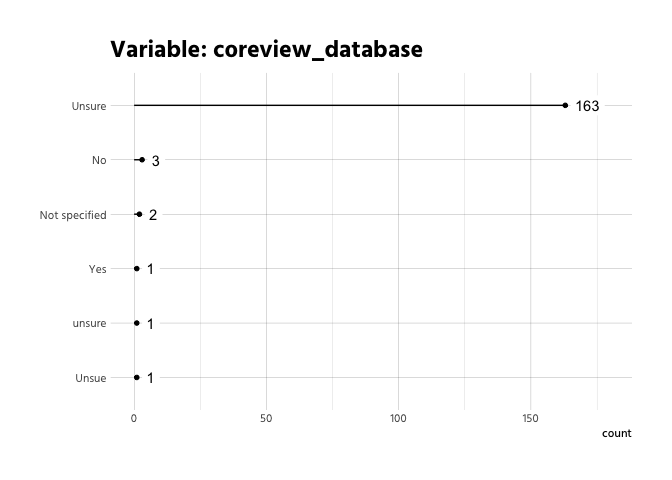 Variable: coreview_database
Unsure 163
No 3
Not specified 2
Yes 1
unsure 1
Unsue 1
0 50 100 150
count